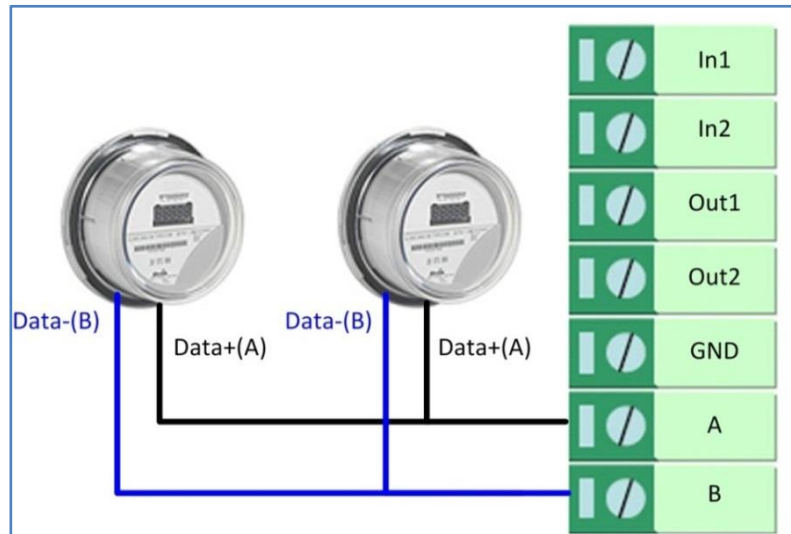 In1
In2
Out1
Out2
GND
A
B
Data-(B)
Data+(A)
Data-(B)
Data+(A)